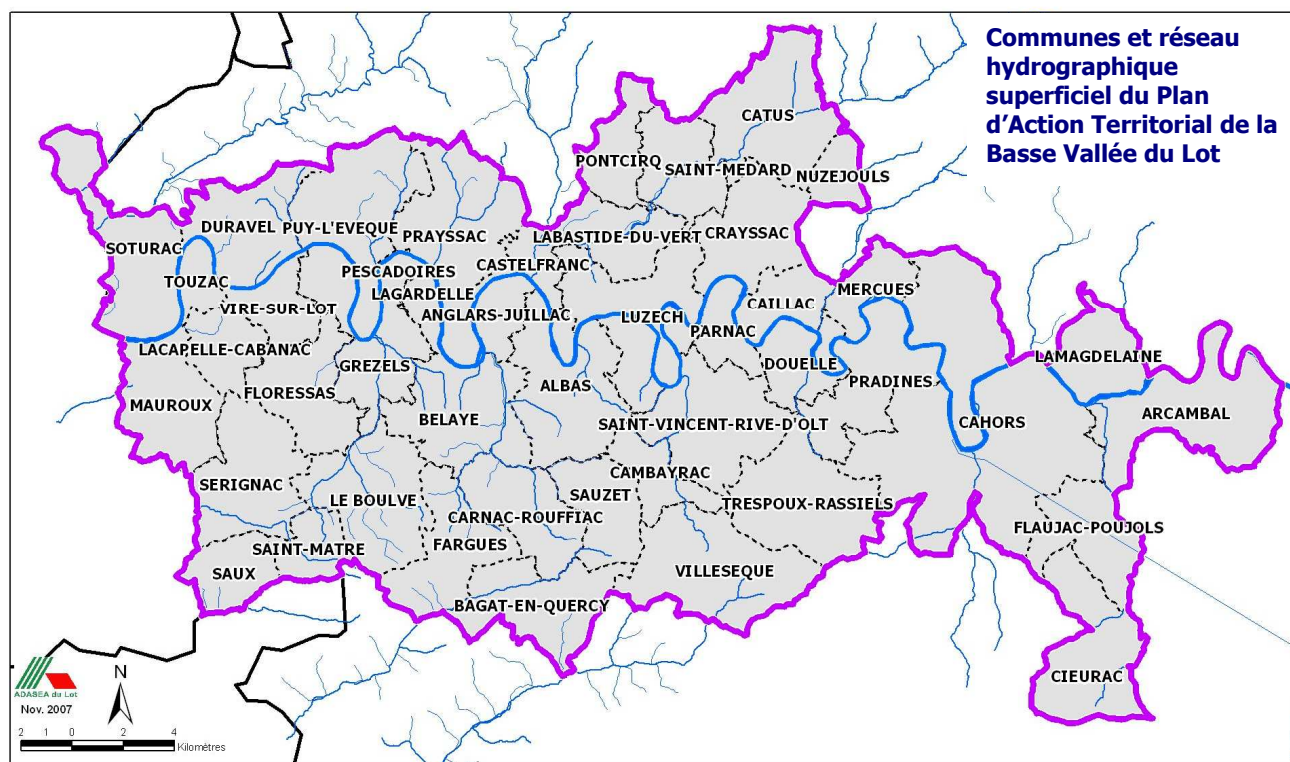 Communes et réseau
hydrographique
superficiel du Plan
d’Action Territorial de la
Basse Vallée du Lot
CATUS
PONTCIRQ
SAINT-MEDARD
NUZEJOULS
DURAVEL
PUY-L'EVEQUE
PRAYSSAC
LABASTIDE-DU-VERT
CRAYSSAC
SOTURAC
CASTELFRANC
PESCADOIRES
TOUZAC
LAGARDELLE
MERCUES
VIRE-SUR-LOT
ANGLARS-JUILLAC
LUZECH
CAILLAC
PARNAC
LACAPELLE-CABANAC
GREZELS
DOUELLE
LAMAGDELAINE
ALBAS
PRADINES
FLORESSAS
MAUROUX
BELAYE
SAINT-VINCENT-RIVE-D'OLT
CAHORS
ARCAMBAL
CAMBAYRAC
SERIGNAC
LE BOULVE
SAUZET
TRESPOUX-RASSIELS
CARNAC-ROUFFIAC
FLAUJAC-POUJOLS
SAINT-MATRE
FARGUES
SAUX
VILLESEQUE
BAGAT-EN-QUERCY
CIEURAC
N
ADASEA du Lot
Nov. 2007
2 1 0 2 4
Kilomètres